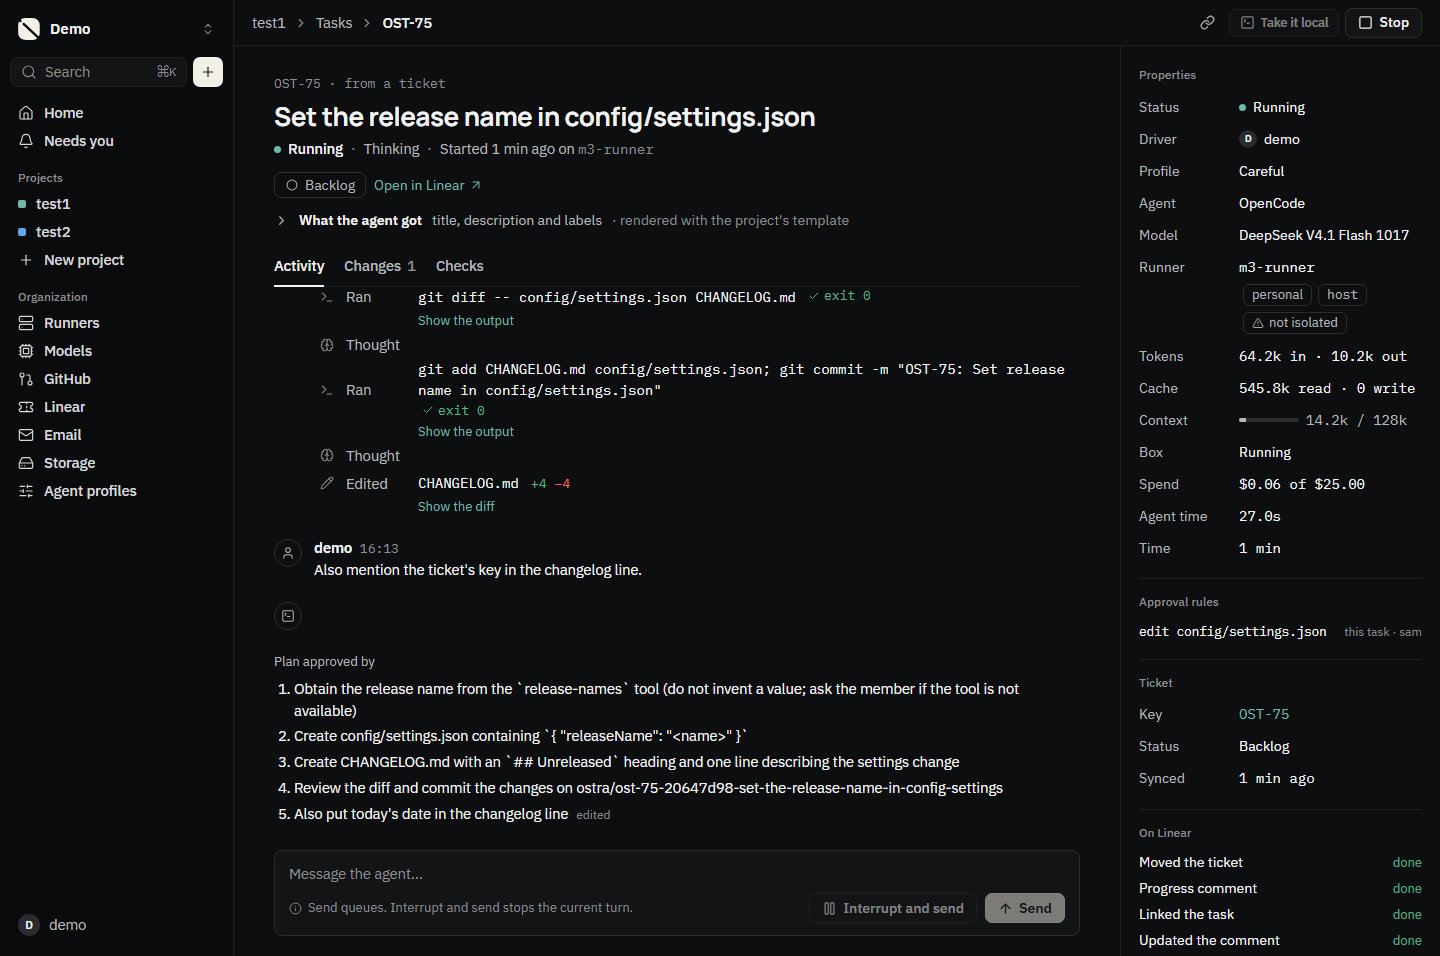 Demo
Search ⌘K
Home
Needs you
Projects
test1
test2
New project
Organization
Runners
Models
GitHub
Linear
Email
Storage
Agent profiles
D demo
test1 > Tasks > OST-75
Take it local
Stop
OST-75 · from a ticket
Set the release name in config/settings.json
Running · Thinking · Started 1 min ago on m3-runner
Backlog Open in Linear
What the agent got title, description and labels · rendered with the project's template
Activity Changes 1 Checks
Ran git diff -- config/settings.json CHANGELOG.md exit 0
Show the output
Thought
Ran git add CHANGELOG.md config/settings.json; git commit -m "OST-75: Set release
name in config/settings.json"
exit 0
Show the output
Thought
Edited CHANGELOG.md +4 −4
Show the diff
demo 16:13
Also mention the ticket's key in the changelog line.
Plan approved by
1. Obtain the release name from the `release-names` tool (do not invent a value; ask the member if the tool is not
available)
2. Create config/settings.json containing `{ "releaseName": "<name>" }`
3. Create CHANGELOG.md with an `## Unreleased` heading and one line describing the settings change
4. Review the diff and commit the changes on ostra/ost-75-20647d98-set-the-release-name-in-config-settings
5. Also put today's date in the changelog line edited
Message the agent...
Send queues. Interrupt and send stops the current turn.
Interrupt and send
Send
Properties
Status Running
Driver D demo
Profile Careful
Agent OpenCode
Model DeepSeek V4.1 Flash 1017
Runner m3-runner
personal host
not isolated
Tokens 64.2k in · 10.2k out
Cache 545.8k read · 0 write
Context 14.2k / 128k
Box Running
Spend $0.06 of $25.00
Agent time 27.0s
Time 1 min
Approval rules
edit config/settings.json this task · sam
Ticket
Key OST-75
Status Backlog
Synced 1 min ago
On Linear
Moved the ticket done
Progress comment done
Linked the task done
Updated the comment done